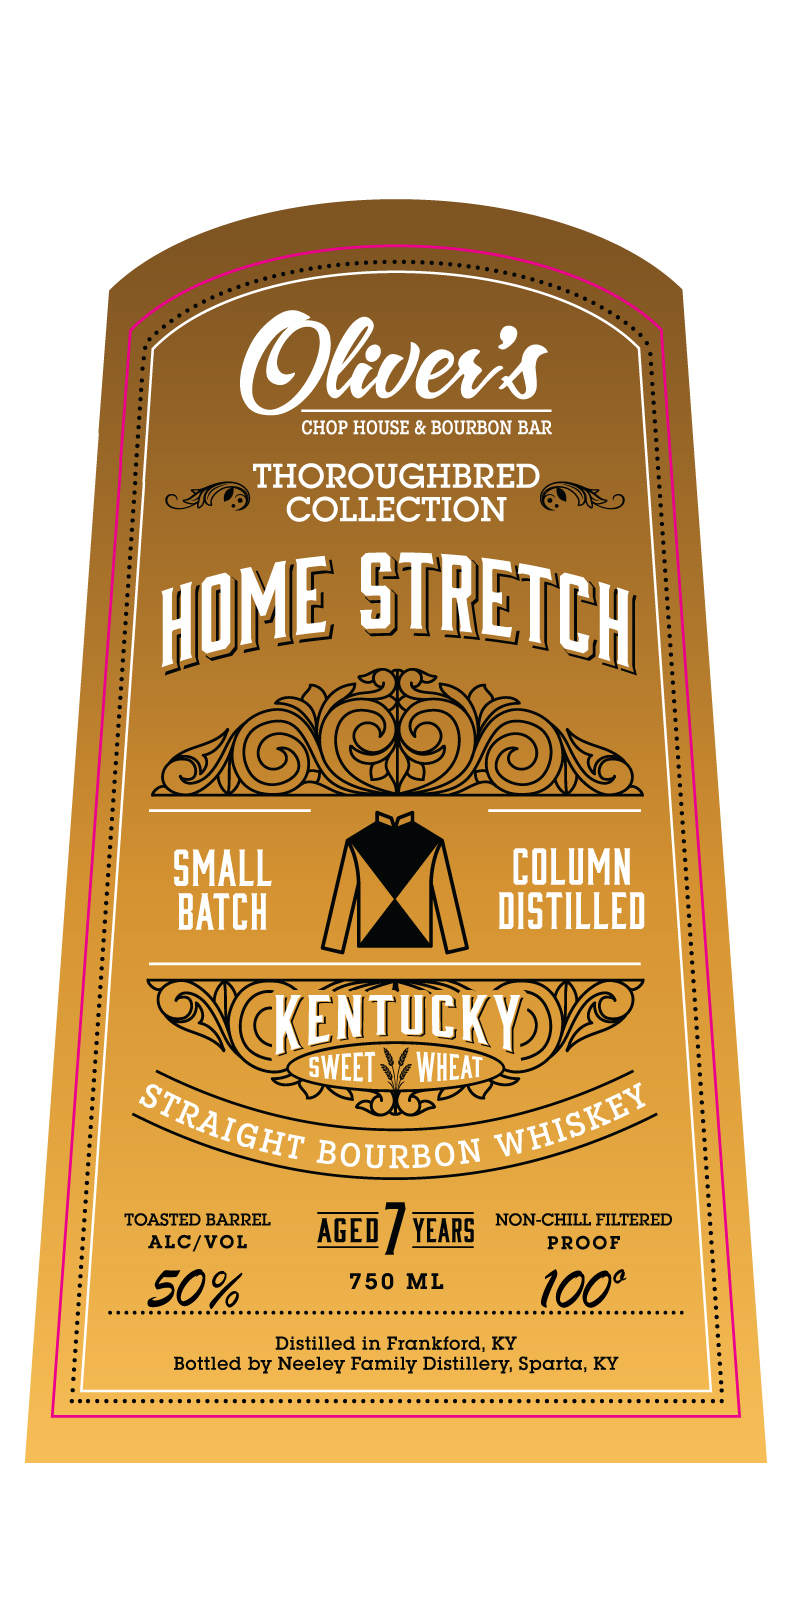 Oliver's
CHOP HOUSE & BOURBON BAR
THOROUGHBRED
COLLECTION
HOME STRETCH
SMALL
BATCH
COLUMN
DISTILLED
KENTUCKY
SWEET WHEAT
STRAIGHT BOURBON WHISKEY
TOASTED BARREL
ALC/VOL
50%
AGED 7 YEARS
750 ML
NON-CHILL FILTERED
PROOF
100º
Distilled in Frankford, KY
Bottled by Neeley Family Distillery, Sparta, KY